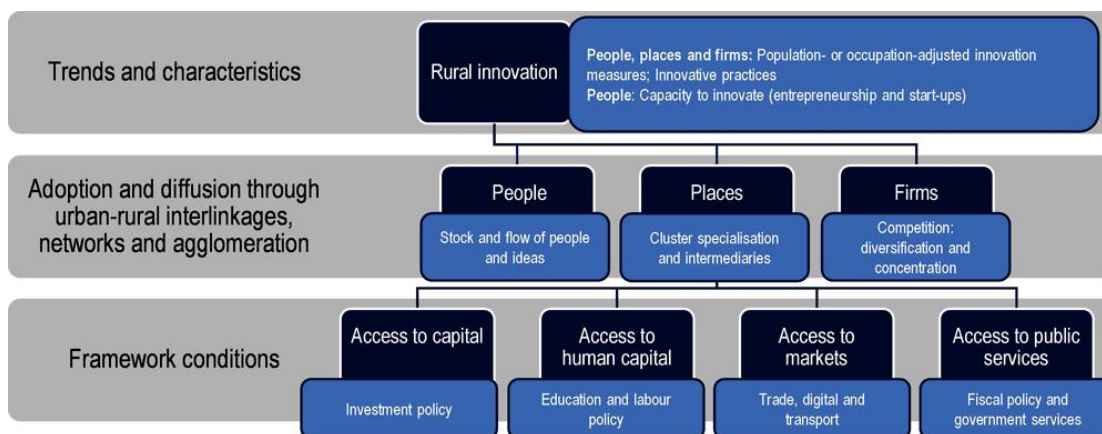 Trends and characteristics
Rural innovation
People, places and firms: Population- or occupation-adjusted innovation
measures; Innovative practices
People: Capacity to innovate (entrepreneurship and start-ups)
Adoption and diffusion through
urban-rural interlinkages,
networks and agglomeration
People
Stock and flow of people
and ideas
Places
Cluster specialisation
and intermediaries
Firms
Competition:
diversification and
concentration
Framework conditions
Access to capital
Investment policy
Access to
human capital
Education and labour
policy
Access to
markets
Trade, digital and
transport
Access to public
services
Fiscal policy and
government services